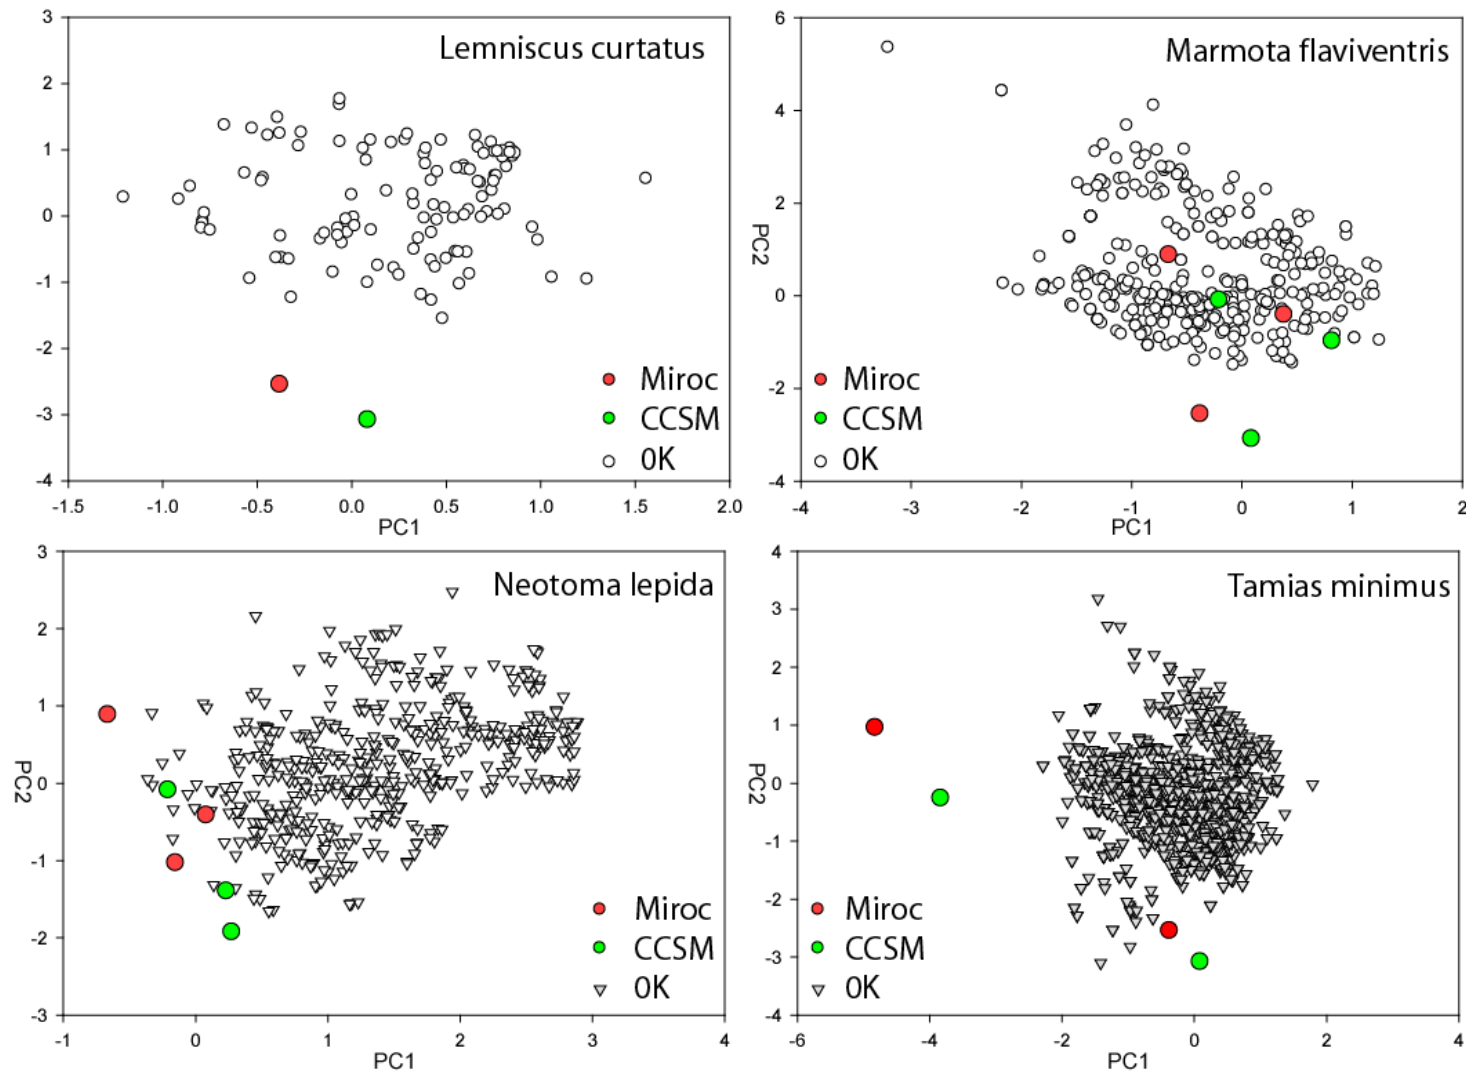 Lemniscus curtatus
3
2
1
0
-1
-2
-3
-4
-1.5 -1.0 -0.5 0.0 0.5 1.0 1.5 2.0
PC1
Miroc
CCSM
0K
Marmota flaviventris
6
4
2
0
-2
-4
PC2
-4 -3 -2 -1 0 1 2
PC1
Miroc
CCSM
0K
Neotoma lepida
3
2
1
0
-1
-2
-3
PC2
-1 0 1 2 3 4
PC1
Miroc
CCSM
0K
Tamias minimus
4
3
2
1
0
-1
-2
-3
-4
PC2
-6 -4 -2 0 2 4
PC1
Miroc
CCSM
0K